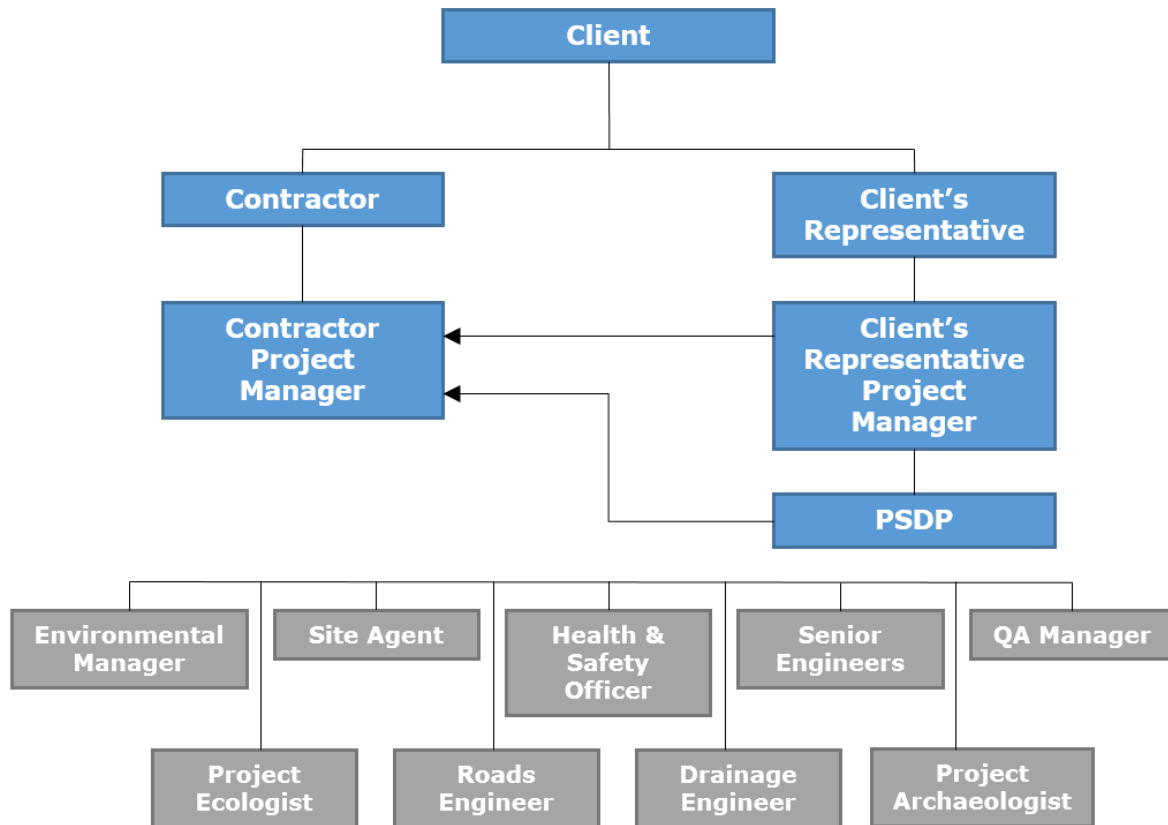 Client
Contractor
Client’s
Representative
Contractor
Project
Manager
Client’s
Representative
Project
Manager
PSDP
Environmental
Manager
Site Agent
Health &
Safety
Officer
Senior
Engineers
QA Manager
Project
Ecologist
Roads
Engineer
Drainage
Engineer
Project
Archaeologist